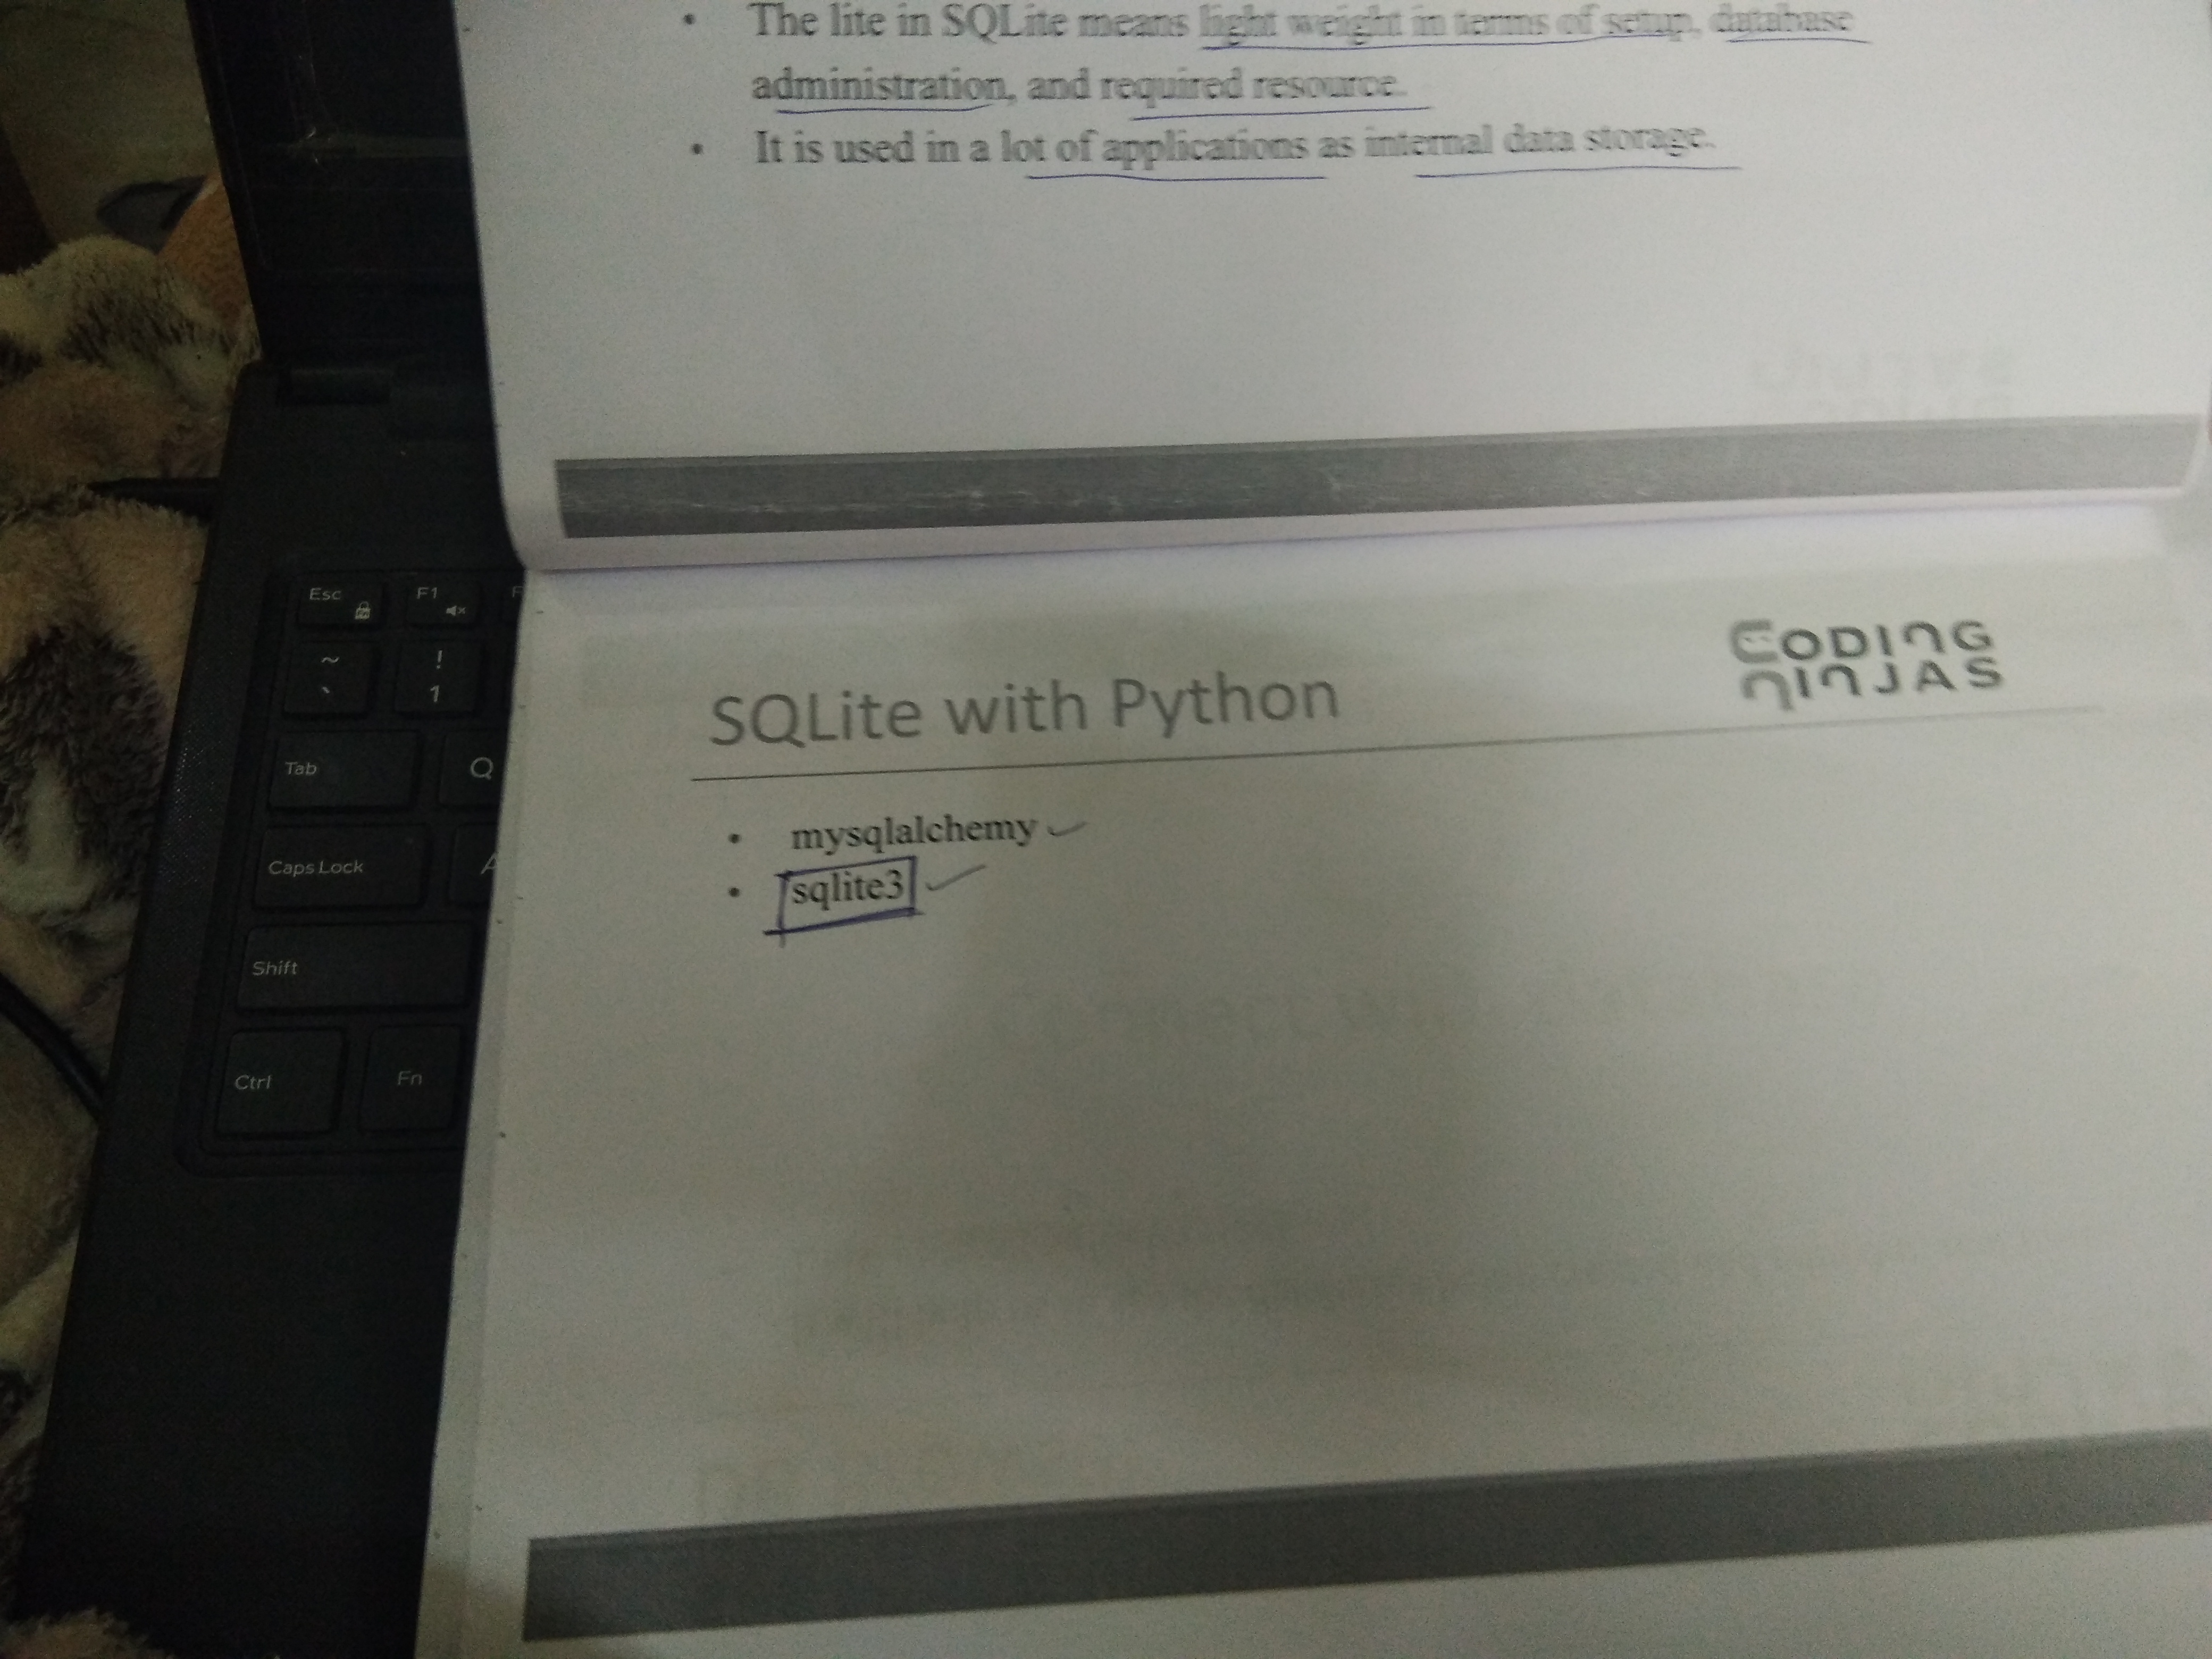 • The lite in SQLite means light weight in terms of setup, database
administration, and required resource.
• It is used in a lot of applications as internal data storage.
CODING
NINJAS
SQLite with Python
• mysqlalchemy
• sqlite3
Esc
F1
F
~
`
!
1
Tab
Q
Caps Lock
A
Shift
Ctrl
Fn